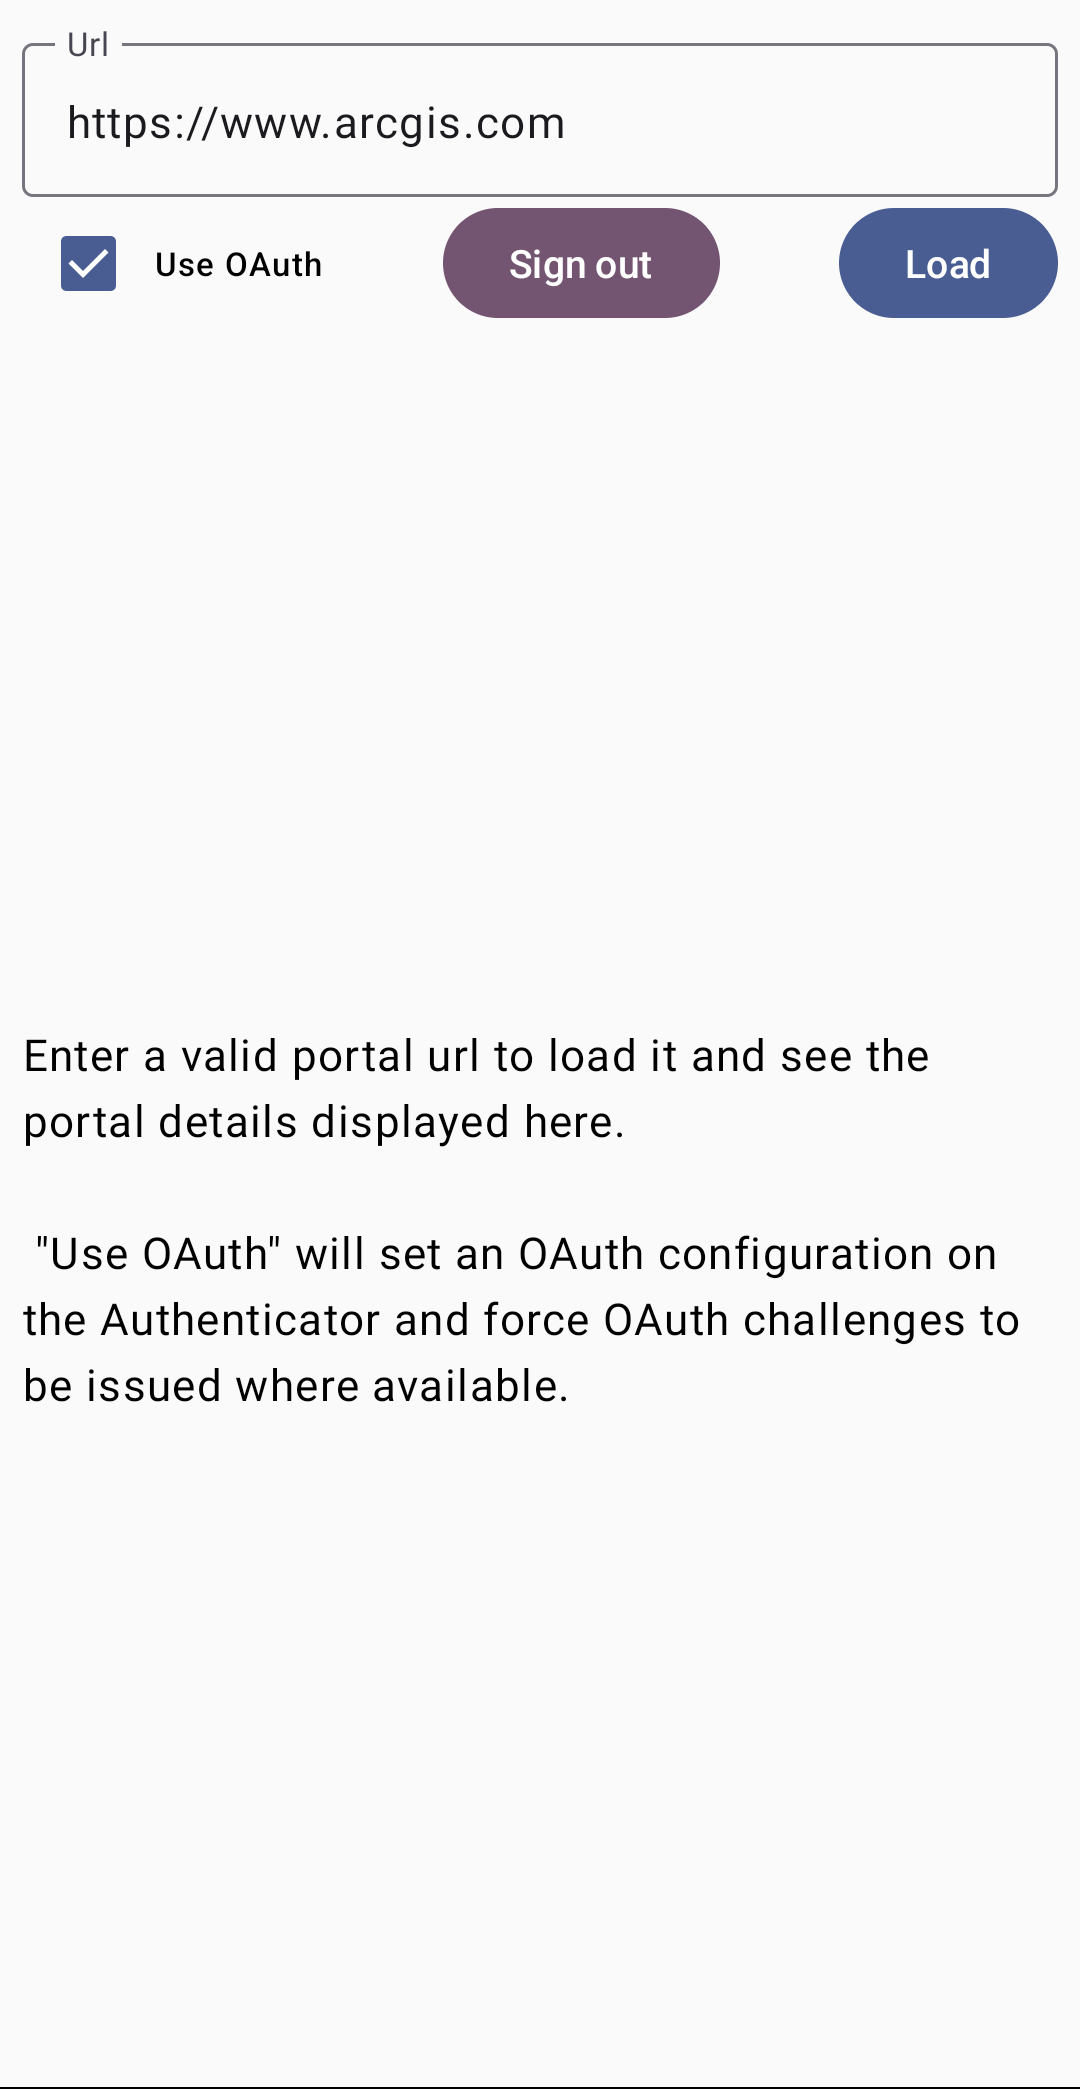 Url
https://www.arcgis.com
Use OAuth
Sign out
Load
Enter a valid portal url to load it and see the
portal details displayed here.
"Use OAuth" will set an OAuth configuration on
the Authenticator and force OAuth challenges to
be issued where available.